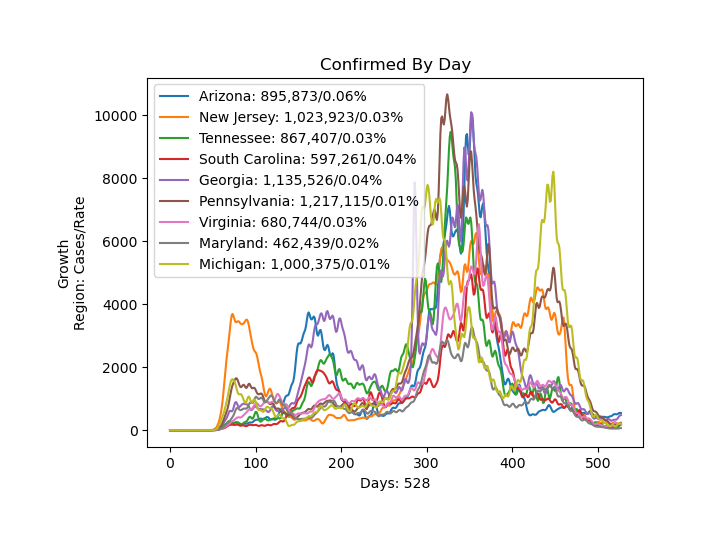 Confirmed By Day
Growth
Region: Cases/Rate
10000
8000
6000
4000
2000
0
Arizona: 895,873/0.06%
New Jersey: 1,023,923/0.03%
Tennessee: 867,407/0.03%
South Carolina: 597,261/0.04%
Georgia: 1,135,526/0.04%
Pennsylvania: 1,217,115/0.01%
Virginia: 680,744/0.03%
Maryland: 462,439/0.02%
Michigan: 1,000,375/0.01%
0 100 200 300 400 500
Days: 528